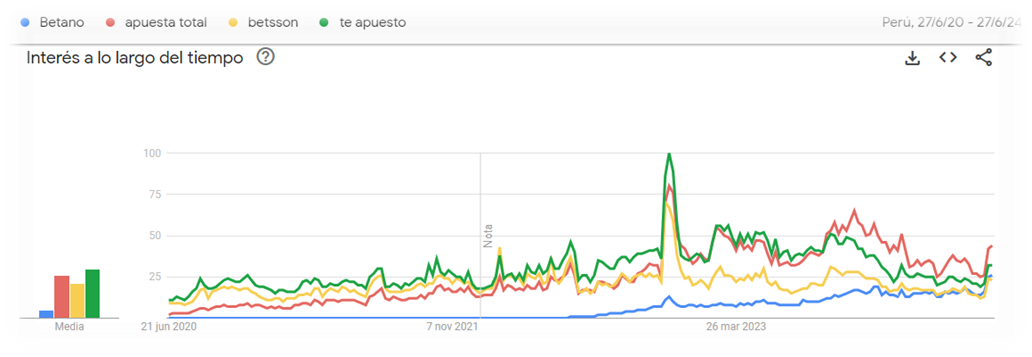 Betano apuesta total betsson te apuesto Perú, 27/6/20 - 27/6/24
Interés a lo largo del tiempo ?
100
75
50
25
Nota
Media
21 jun 2020 7 nov 2021 26 mar 2023